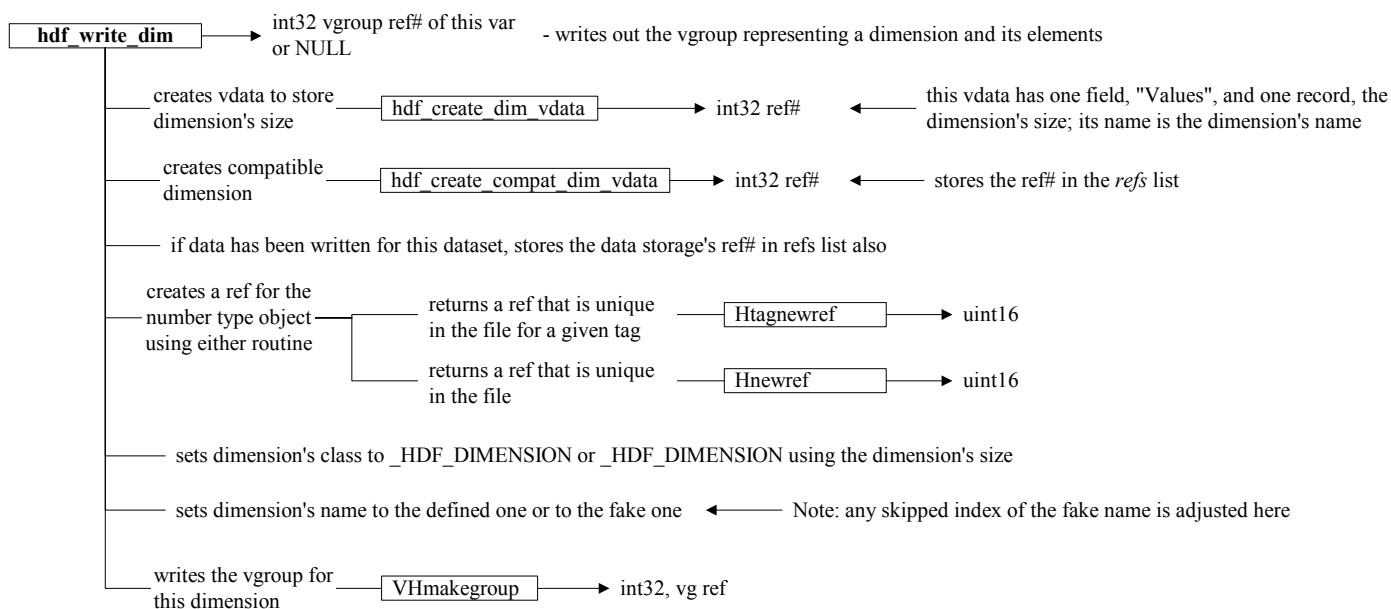 hdf_write_dim
int32 vgroup ref# of this var
or NULL
- writes out the vgroup representing a dimension and its elements
creates vdata to store
dimension's size
hdf_create_dim_vdata
int32 ref#
this vdata has one field, "Values", and one record, the
dimension's size; its name is the dimension's name
creates compatible
dimension
hdf_create_compat_dim_vdata
int32 ref#
stores the ref# in the refs list
if data has been written for this dataset, stores the data storage's ref# in refs list also
creates a ref for the
number type object
using either routine
returns a ref that is unique
in the file for a given tag
Htagnewref
uint16
returns a ref that is unique
in the file
Hnewref
uint16
sets dimension's class to _HDF_DIMENSION or _HDF_DIMENSION using the dimension's size
sets dimension's name to the defined one or to the fake one
Note: any skipped index of the fake name is adjusted here
writes the vgroup for
this dimension
VHmakegroup
int32, vg ref